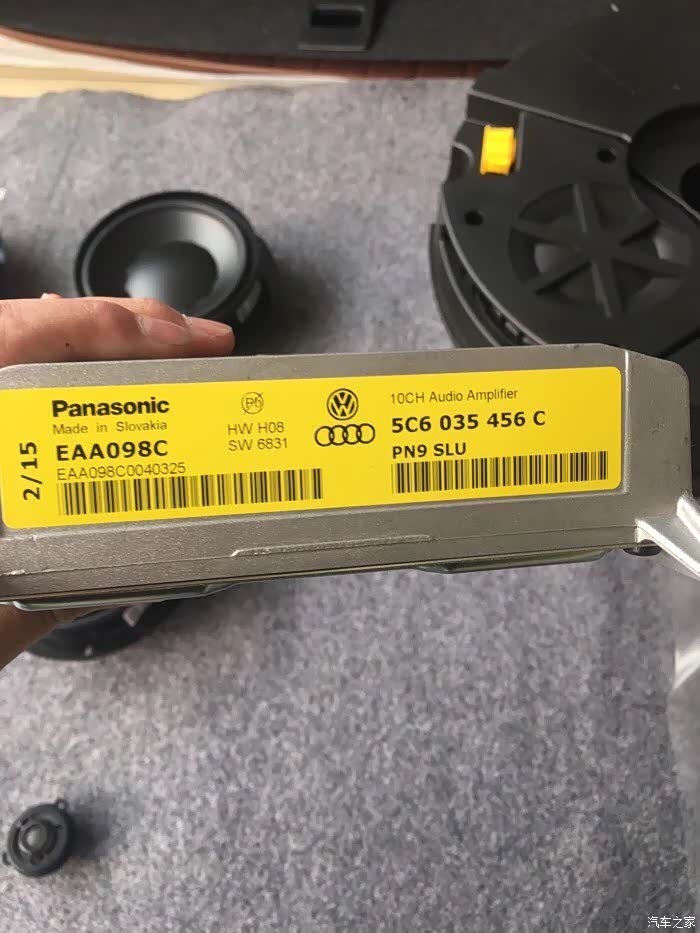 2/15
Panasonic
Made in Slovakia
EAA098C
EAA098C0040325
P6
HW H08
SW 6831
10CH Audio Amplifier
5C6 035 456 C
PN9 SLU
汽车之家